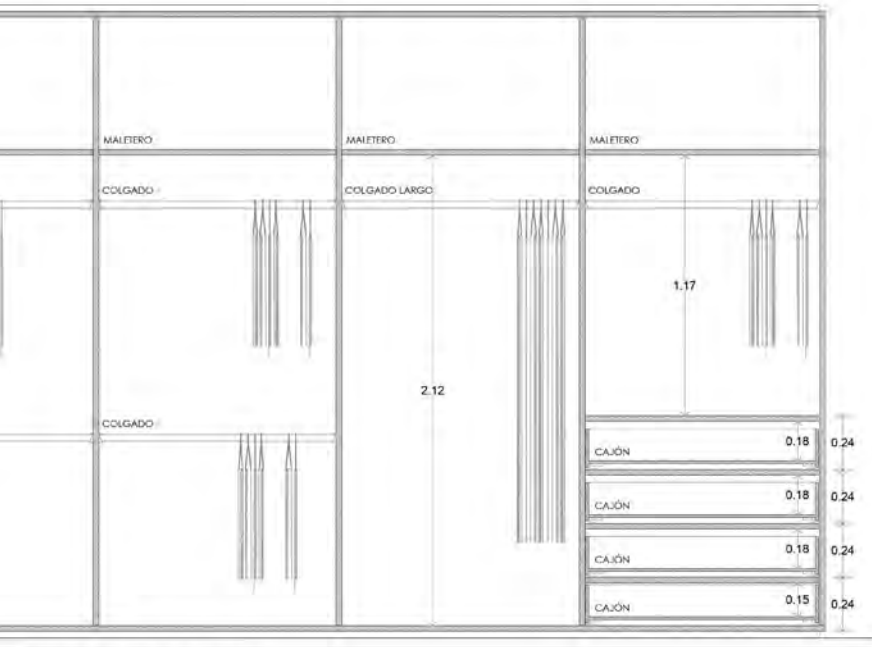 MALETERO
MALETERO
MALETERO
COLGADO
COLGADO LARGO
COLGADO
1.17
2.12
COLGADO
CAJÓN
0.18
0.24
CAJÓN
0.18
0.24
CAJÓN
0.18
0.24
CAJÓN
0.15
0.24